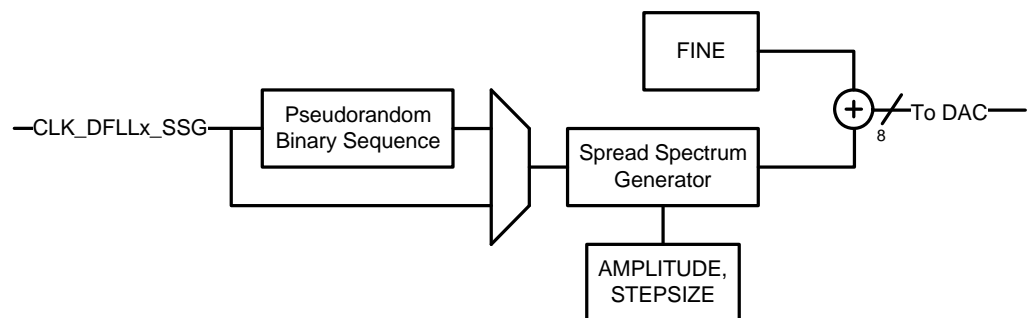 FINE
CLK_DFLLx_SSG
Pseudorandom
Binary Sequence
+
To DAC
8
Spread Spectrum
Generator
AMPLITUDE,
STEPSIZE